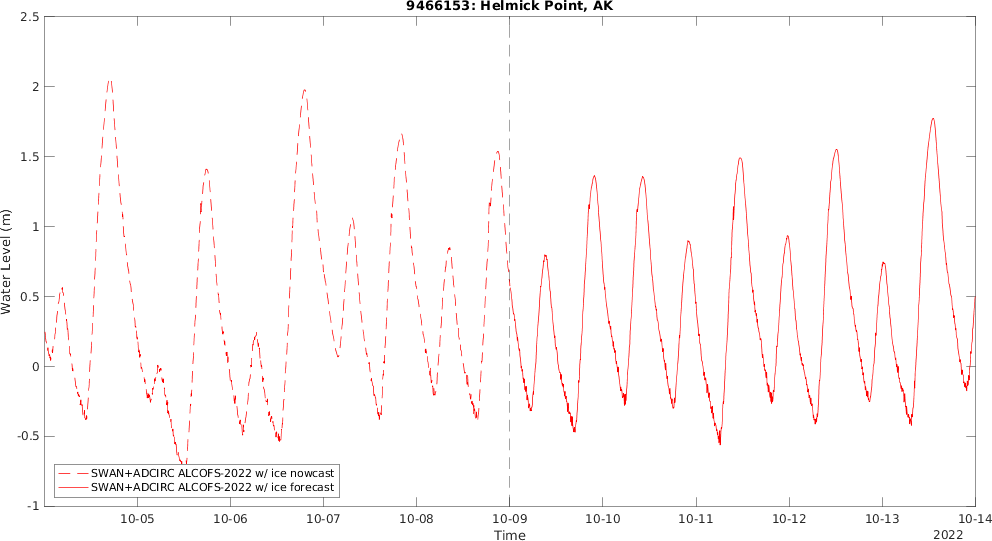 9466153: Helmick Point, AK
2.5
2
1.5
1
0.5
0
-0.5
-1
Water Level (m)
SWAN+ADCIRC ALCOFS-2022 w/ ice nowcast
SWAN+ADCIRC ALCOFS-2022 w/ ice forecast
10-05 10-06 10-07 10-08 10-09 10-10 10-11 10-12 10-13 10-14
Time
2022